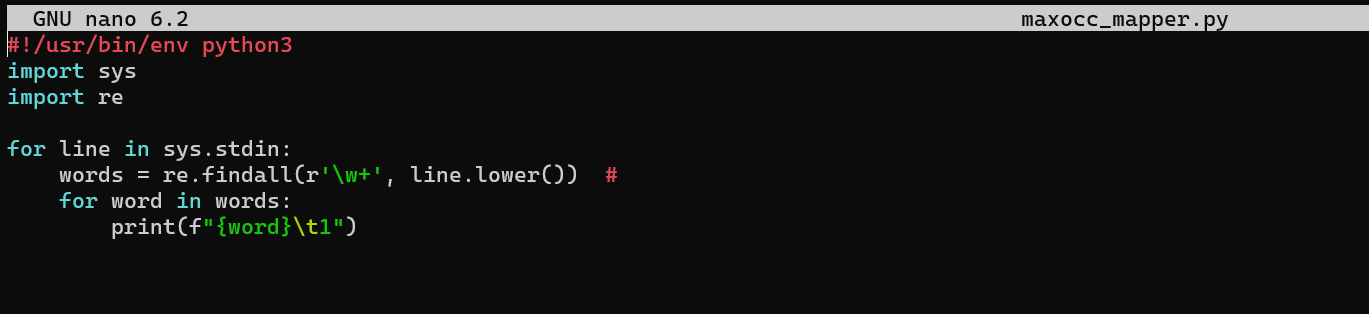 GNU nano 6.2 maxocc_mapper.py
#!/usr/bin/env python3
import sys
import re

for line in sys.stdin:
    words = re.findall(r'\w+', line.lower())  #
    for word in words:
        print(f"{word}\t1")